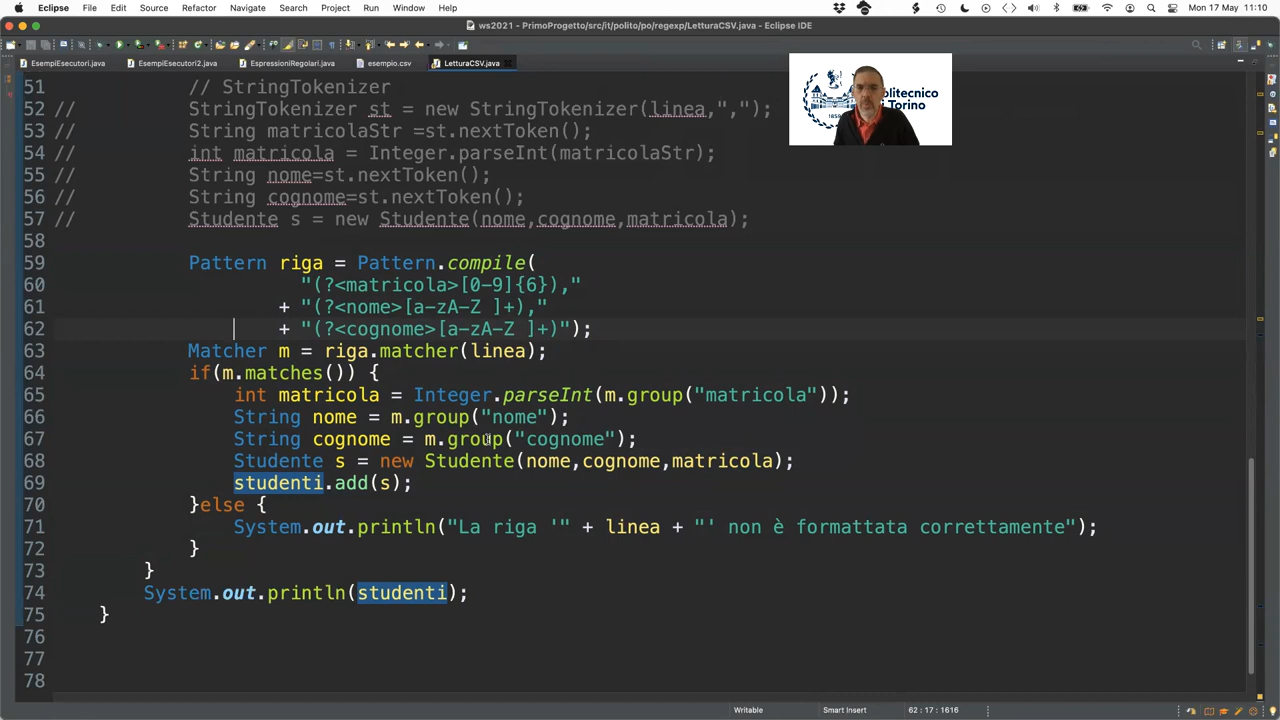 Eclipse File Edit Source Refactor Navigate Search Project Run Window Help Mon 17 May 11:10
ws2021 - PrimoProgetto/src/it/polito/po/regexp/LetturaCSV.java - Eclipse IDE
EsempiEsecutori.java EsempiEsecutori2.java EspressioniRegolari.java esempio.csv LetturaCSV.java
51 // StringTokenizer
52 // StringTokenizer st = new StringTokenizer(linea,",");
53 // String matricolaStr =st.nextToken();
54 // int matricola = Integer.parseInt(matricolaStr);
55 // String nome=st.nextToken();
56 // String cognome=st.nextToken();
57 // Studente s = new Studente(nome,cognome,matricola);
58
59 Pattern riga = Pattern.compile(
60 "(?<matricola>[0-9]{6}),"
61 + "(?<nome>[a-zA-Z ]+),"
62 + "(?<cognome>[a-zA-Z ]+)");
63 Matcher m = riga.matcher(linea);
64 if(m.matches()) {
65 int matricola = Integer.parseInt(m.group("matricola"));
66 String nome = m.group("nome");
67 String cognome = m.group("cognome");
68 Studente s = new Studente(nome,cognome,matricola);
69 studenti.add(s);
70 }else {
71 System.out.println("La riga '" + linea + "' non è formattata correttamente");
72 }
73 }
74 System.out.println(studenti);
75 }
76
77
78
litecnico
di Torino
Writable Smart Insert 62 : 17 : 1616